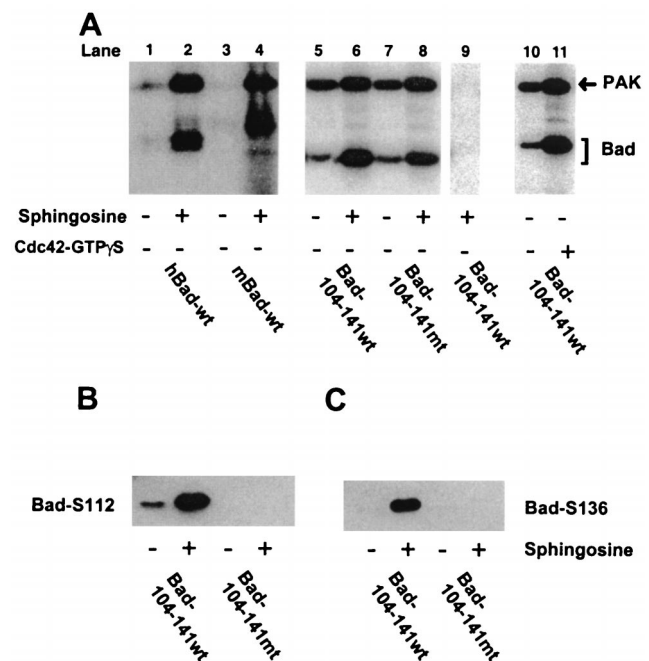 A
Lane 1 2 3 4 5 6 7 8 9 10 11
← PAK
] Bad
Sphingosine - + - + - + - + + - -
Cdc42-GTPγS - - - - - - - - - - +
hBad-wt mBad-wt Bad-104-141wt Bad-104-141mt Bad-104-141wt Bad-104-141wt
B C
Bad-S112 Bad-S136
- + - + - + - + Sphingosine
Bad-104-141wt Bad-104-141mt Bad-104-141wt Bad-104-141mt